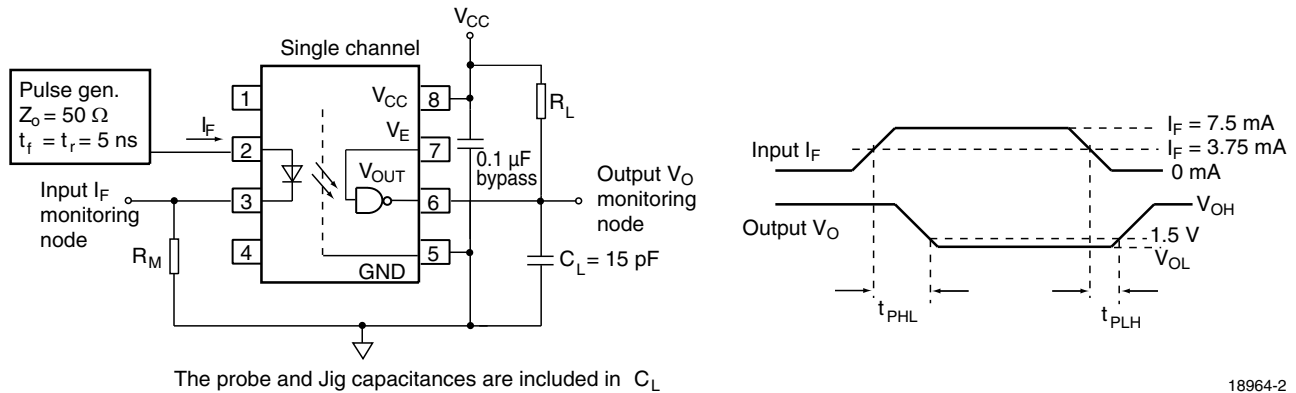 V_CC
Single channel
Pulse gen.
Z_o = 50 Ω
t_f = t_r = 5 ns
I_F
1
2
3
4
V_CC
V_E
V_OUT
GND
8
7
6
5
R_L
0.1 µF
bypass
Input I_F
monitoring
node
R_M
Output V_O
monitoring
node
C_L = 15 pF
The probe and Jig capacitances are included in C_L
Input I_F
I_F = 7.5 mA
I_F = 3.75 mA
0 mA
Output V_O
V_OH
1.5 V
V_OL
t_PHL
t_PLH
18964-2